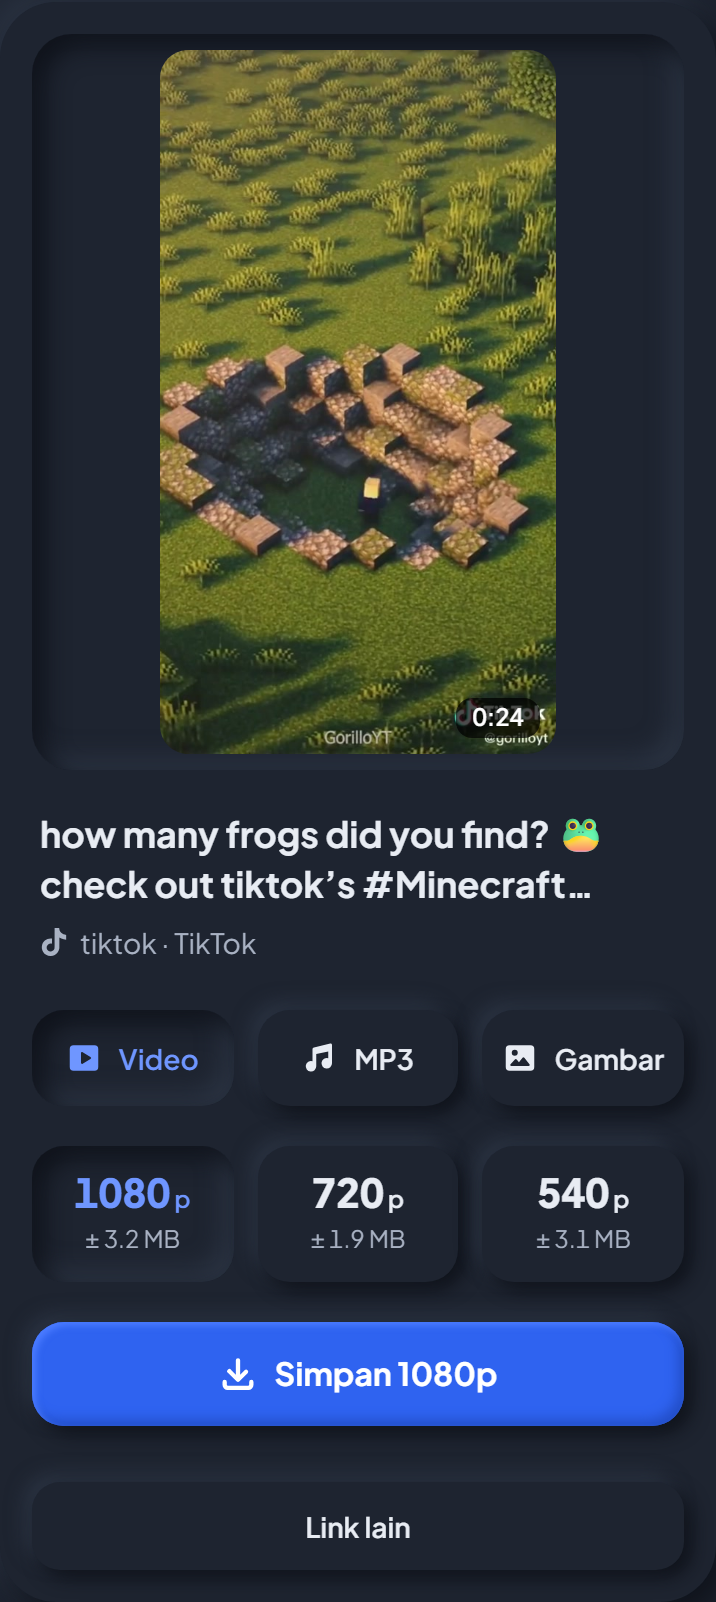 GorilloYT
0:24
@gorilloyt
how many frogs did you find? 🐸
check out tiktok’s #Minecraft...
tiktok · TikTok
Video
MP3
Gambar
1080p
± 3.2 MB
720p
± 1.9 MB
540p
± 3.1 MB
Simpan 1080p
Link lain